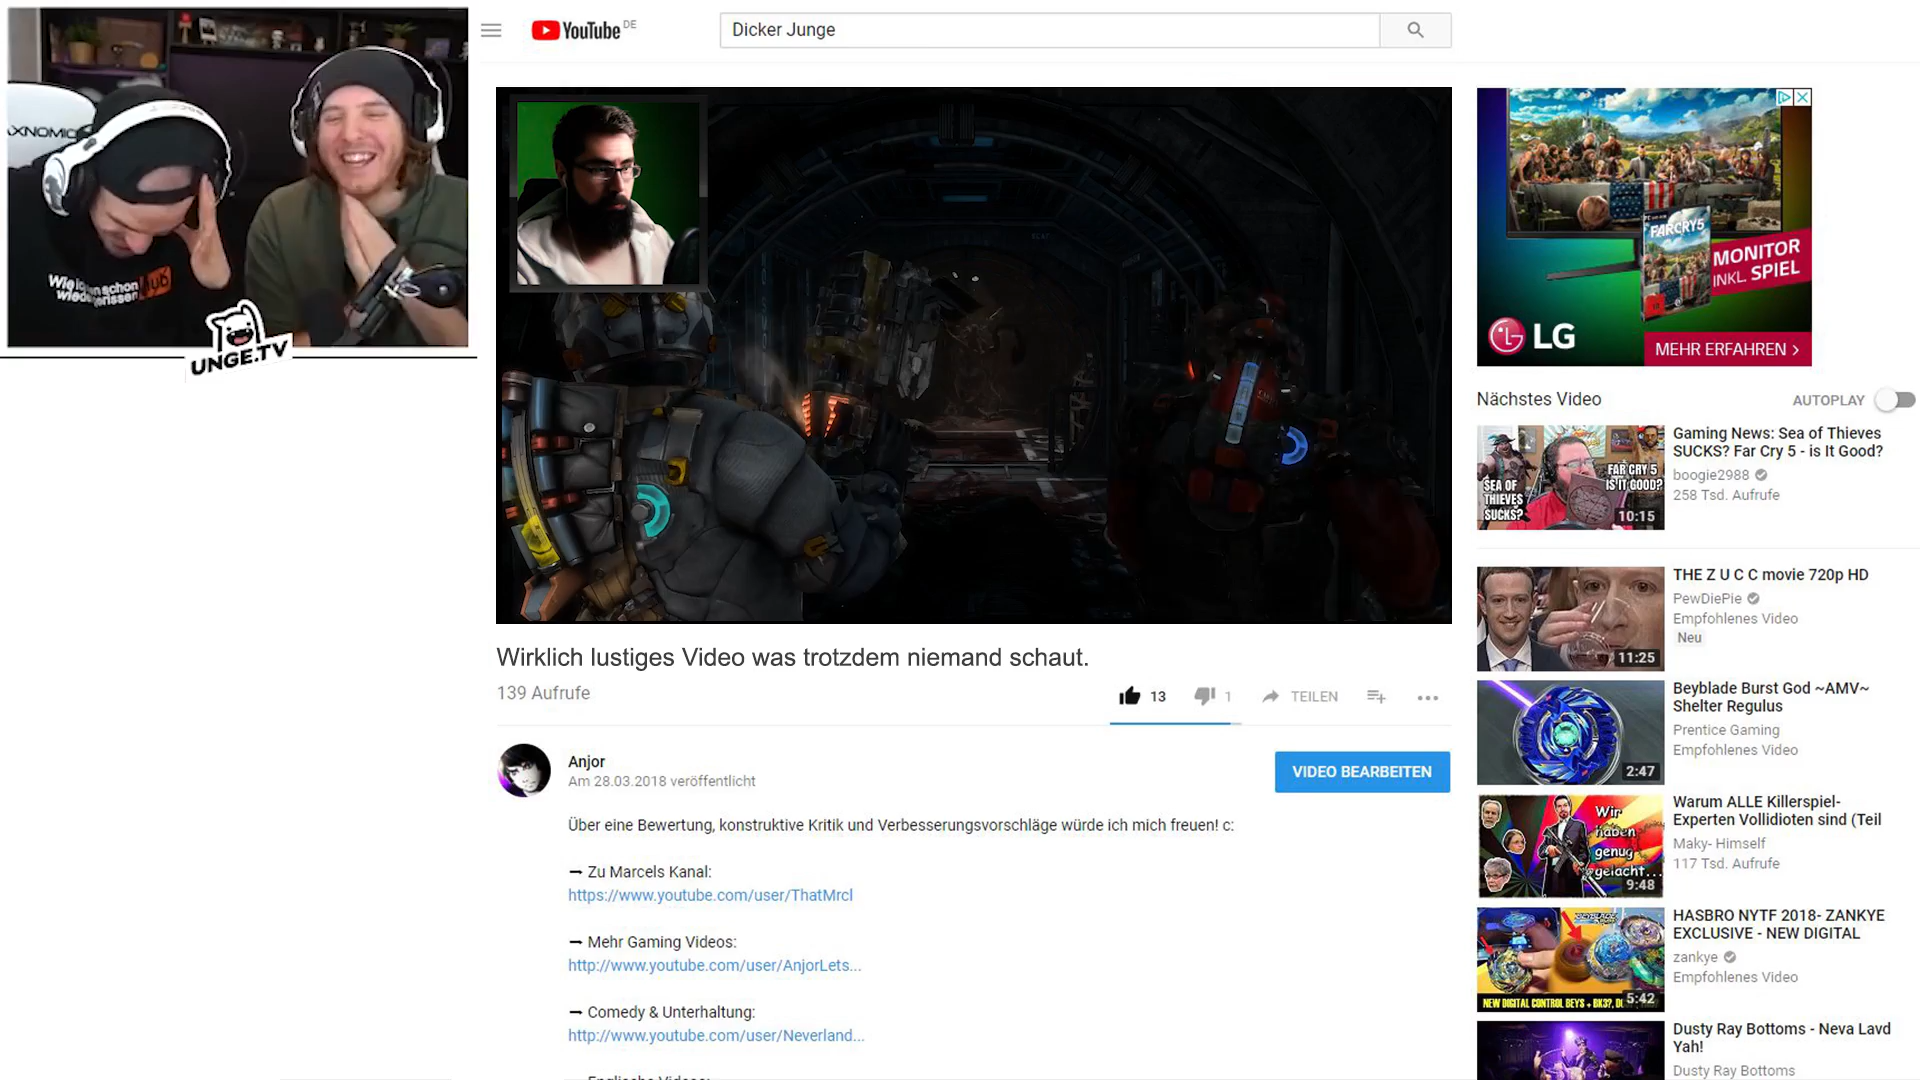 YouTube DE
Dicker Junge
AXNOMIC
UNGE.TV
FARCRY5
MONITOR
INKL. SPIEL
LG
MEHR ERFAHREN >
Nächstes Video
AUTOPLAY
SEA OF
THIEVES
SUCKS?
FAR CRY 5
IS IT GOOD?
10:15
Gaming News: Sea of Thieves
SUCKS? Far Cry 5 - is It Good?
boogie2988
258 Tsd. Aufrufe
11:25
THE Z U C C movie 720p HD
PewDiePie
Empfohlenes Video
Neu
2:47
Beyblade Burst God ~AMV~
Shelter Regulus
Prentice Gaming
Empfohlenes Video
Wir
haben
genug
gelacht...
9:48
Warum ALLE Killerspiel-
Experten Vollidioten sind (Teil
Maky- Himself
117 Tsd. Aufrufe
NEW DIGITAL CONTROL BEYS + DK3?,
5:42
HASBRO NYTF 2018- ZANKYE
EXCLUSIVE - NEW DIGITAL
zankye
Empfohlenes Video
Dusty Ray Bottoms - Neva Lavd
Yah!
Dusty Ray Bottoms
Wirklich lustiges Video was trotzdem niemand schaut.
139 Aufrufe
13
1
TEILEN
Anjor
Am 28.03.2018 veröffentlicht
VIDEO BEARBEITEN
Über eine Bewertung, konstruktive Kritik und Verbesserungsvorschläge würde ich mich freuen! c:
➞ Zu Marcels Kanal:
https://www.youtube.com/user/ThatMrcl
➞ Mehr Gaming Videos:
http://www.youtube.com/user/AnjorLets...
➞ Comedy & Unterhaltung:
http://www.youtube.com/user/Neverland...